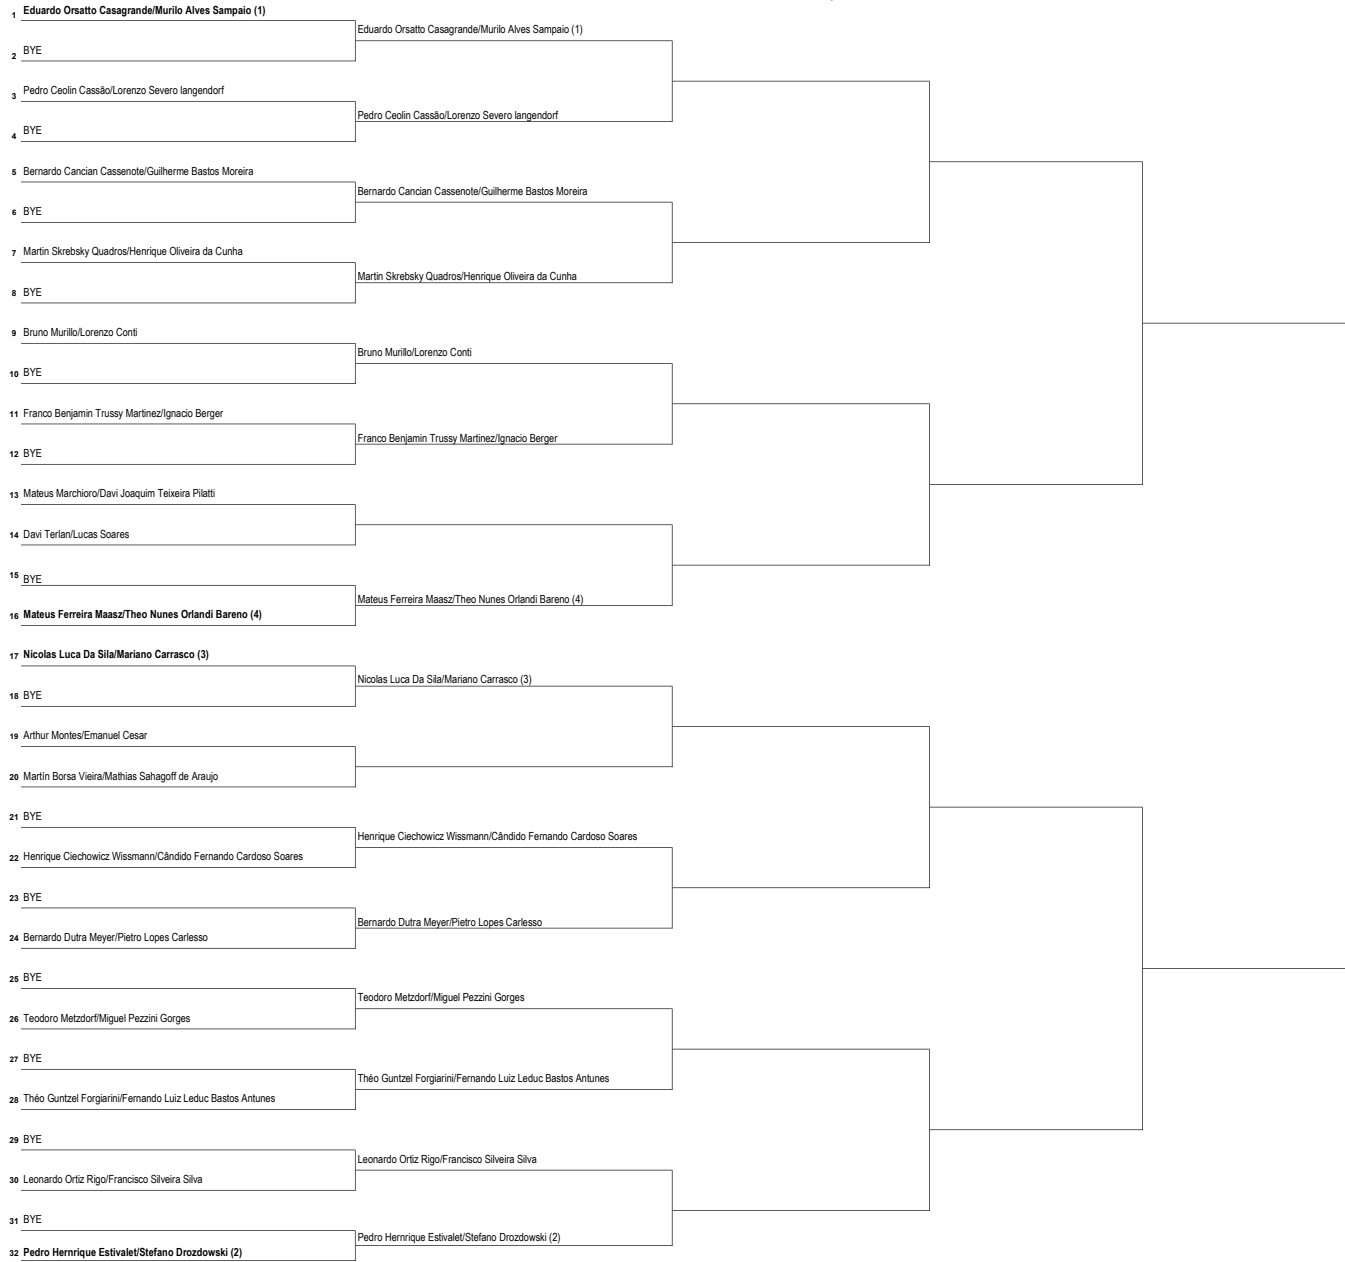 1 Eduardo Orsatto Casagrande/Murilo Alves Sampaio (1)
Eduardo Orsatto Casagrande/Murilo Alves Sampaio (1)
2 BYE
3 Pedro Ceolin Cassão/Lorenzo Severo langendorf
Pedro Ceolin Cassão/Lorenzo Severo langendorf
4 BYE
5 Bernardo Cancian Cassenote/Guilherme Bastos Moreira
Bernardo Cancian Cassenote/Guilherme Bastos Moreira
6 BYE
7 Martin Skrebsky Quadros/Henrique Oliveira da Cunha
Martin Skrebsky Quadros/Henrique Oliveira da Cunha
8 BYE
9 Bruno Murillo/Lorenzo Conti
Bruno Murillo/Lorenzo Conti
10 BYE
11 Franco Benjamin Trussy Martinez/Ignacio Berger
Franco Benjamin Trussy Martinez/Ignacio Berger
12 BYE
13 Mateus Marchioro/Davi Joaquim Teixeira Pilatti
14 Davi Terlan/Lucas Soares
15 BYE
Mateus Ferreira Maasz/Theo Nunes Orlandi Bareno (4)
16 Mateus Ferreira Maasz/Theo Nunes Orlandi Bareno (4)
17 Nicolas Luca Da Sila/Mariano Carrasco (3)
Nicolas Luca Da Sila/Mariano Carrasco (3)
18 BYE
19 Arthur Montes/Emanuel Cesar
20 Martín Borsa Vieira/Mathias Sahagoff de Araujo
21 BYE
Henrique Ciechowicz Wissmann/Cândido Fernando Cardoso Soares
22 Henrique Ciechowicz Wissmann/Cândido Fernando Cardoso Soares
23 BYE
Bernardo Dutra Meyer/Pietro Lopes Carlesso
24 Bernardo Dutra Meyer/Pietro Lopes Carlesso
25 BYE
Teodoro Metzdorf/Miguel Pezzini Gorges
26 Teodoro Metzdorf/Miguel Pezzini Gorges
27 BYE
Théo Guntzel Forgiarini/Fernando Luiz Leduc Bastos Antunes
28 Théo Guntzel Forgiarini/Fernando Luiz Leduc Bastos Antunes
29 BYE
Leonardo Ortiz Rigo/Francisco Silveira Silva
30 Leonardo Ortiz Rigo/Francisco Silveira Silva
31 BYE
Pedro Hernrique Estivalet/Stefano Drozdowski (2)
32 Pedro Hernrique Estivalet/Stefano Drozdowski (2)